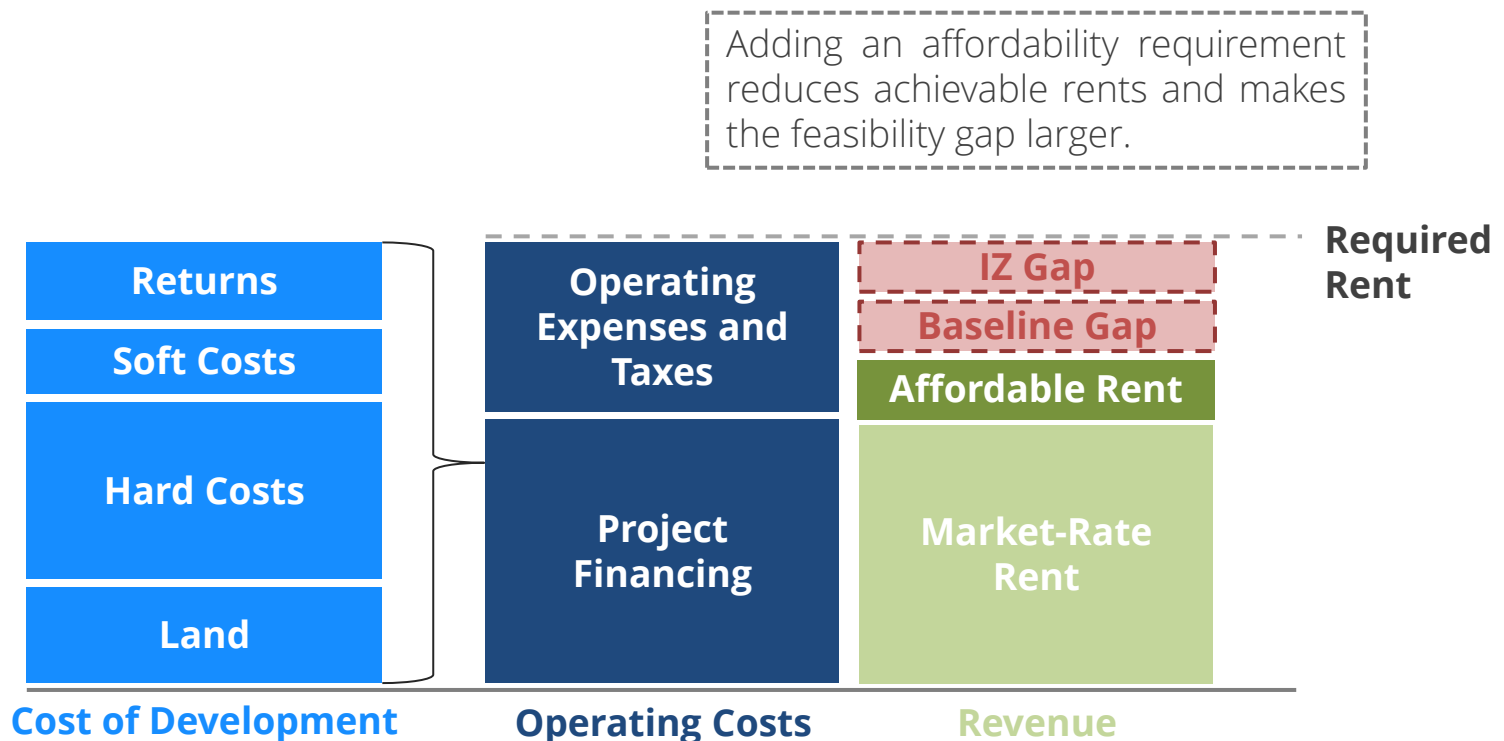 Adding an affordability requirement
reduces achievable rents and makes
the feasibility gap larger.
Required
Rent
Returns
Soft Costs
Hard Costs
Land
Operating
Expenses and
Taxes
Project
Financing
IZ Gap
Baseline Gap
Affordable Rent
Market-Rate
Rent
Cost of Development
Operating Costs
Revenue